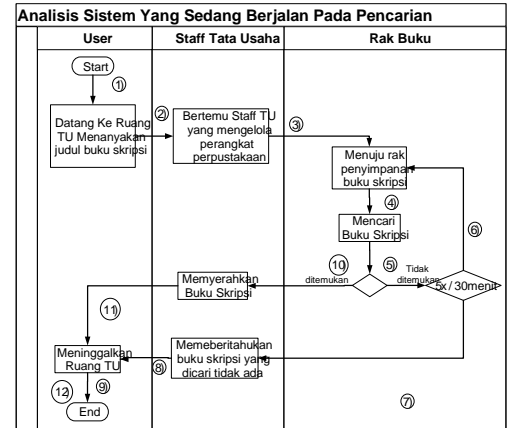 Analisis Sistem Yang Sedang Berjalan Pada Pencarian
User
Staff Tata Usaha
Rak Buku
Start
1)
Datang Ke Ruang
TU Menanyakan
judul buku skripsi
2)
Bertemu Staff TU
yang mengelola
perangkat
perpustakaan
3)
Menuju rak
penyimpanan
buku skripsi
4)
Mencari
Buku Skripsi
6)
10)
5)
Tidak
ditemukan
ditemukan
5x / 30menit
Memyerahkan
Buku Skripsi
11)
Memeberitahukan
buku skripsi yang
dicari tidak ada
Meninggalkan
Ruang TU
8)
12)
9)
End
7)